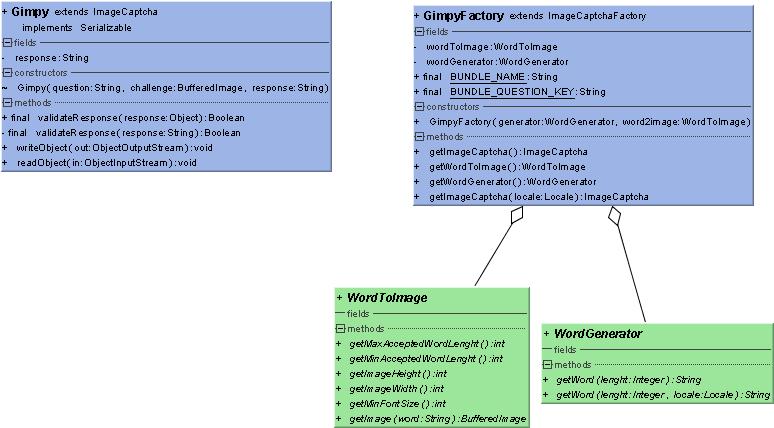 + Gimpy extends ImageCaptcha
implements Serializable
fields
- response:String
constructors
~ Gimpy(question:String, challenge:BufferedImage, response:String)
methods
+ final validateResponse(response:Object):Boolean
- final validateResponse(response:String):Boolean
+ writeObject(out:ObjectOutputStream):void
+ readObject(in:ObjectInputStream):void
+ GimpyFactory extends ImageCaptchaFactory
fields
- wordToImage:WordToImage
- wordGenerator:WordGenerator
+ final BUNDLE_NAME:String
+ final BUNDLE_QUESTION_KEY:String
constructors
+ GimpyFactory(generator:WordGenerator, word2image:WordToImage)
methods
+ getImageCaptcha():ImageCaptcha
+ getWordToImage():WordToImage
+ getWordGenerator():WordGenerator
+ getImageCaptcha(locale:Locale):ImageCaptcha
+ WordToImage
fields
methods
+ getMaxAcceptedWordLenght():int
+ getMinAcceptedWordLenght():int
+ getImageHeight():int
+ getImageWidth():int
+ getMinFontSize():int
+ getImage(word:String):BufferedImage
+ WordGenerator
fields
methods
+ getWord(lenght:Integer):String
+ getWord(lenght:Integer, locale:Locale):String